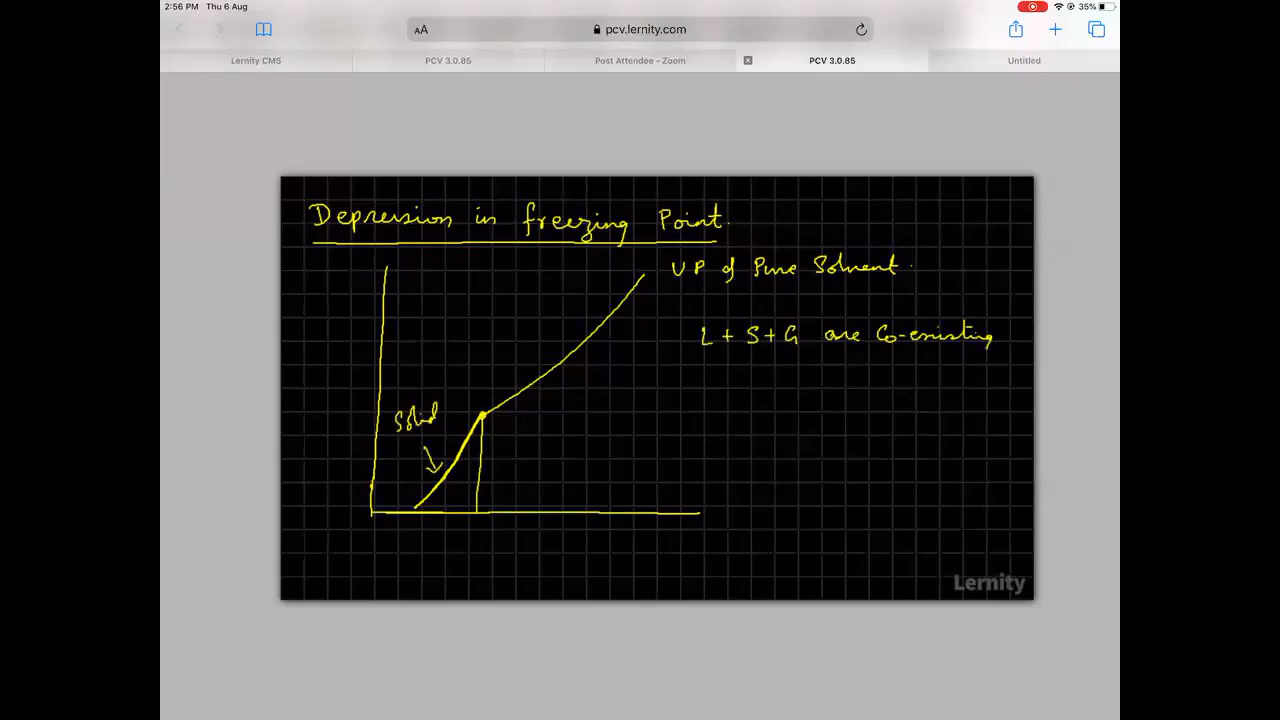 2:56 PM Thu 6 Aug
35%
AA pcv.lernity.com
Lernity CMS PCV 3.0.85 Post Attendee - Zoom PCV 3.0.85 Untitled
Depression in freezing Point.
VP of Pure Solvent.
L + S + G are Co-existing
Solid
Lernity